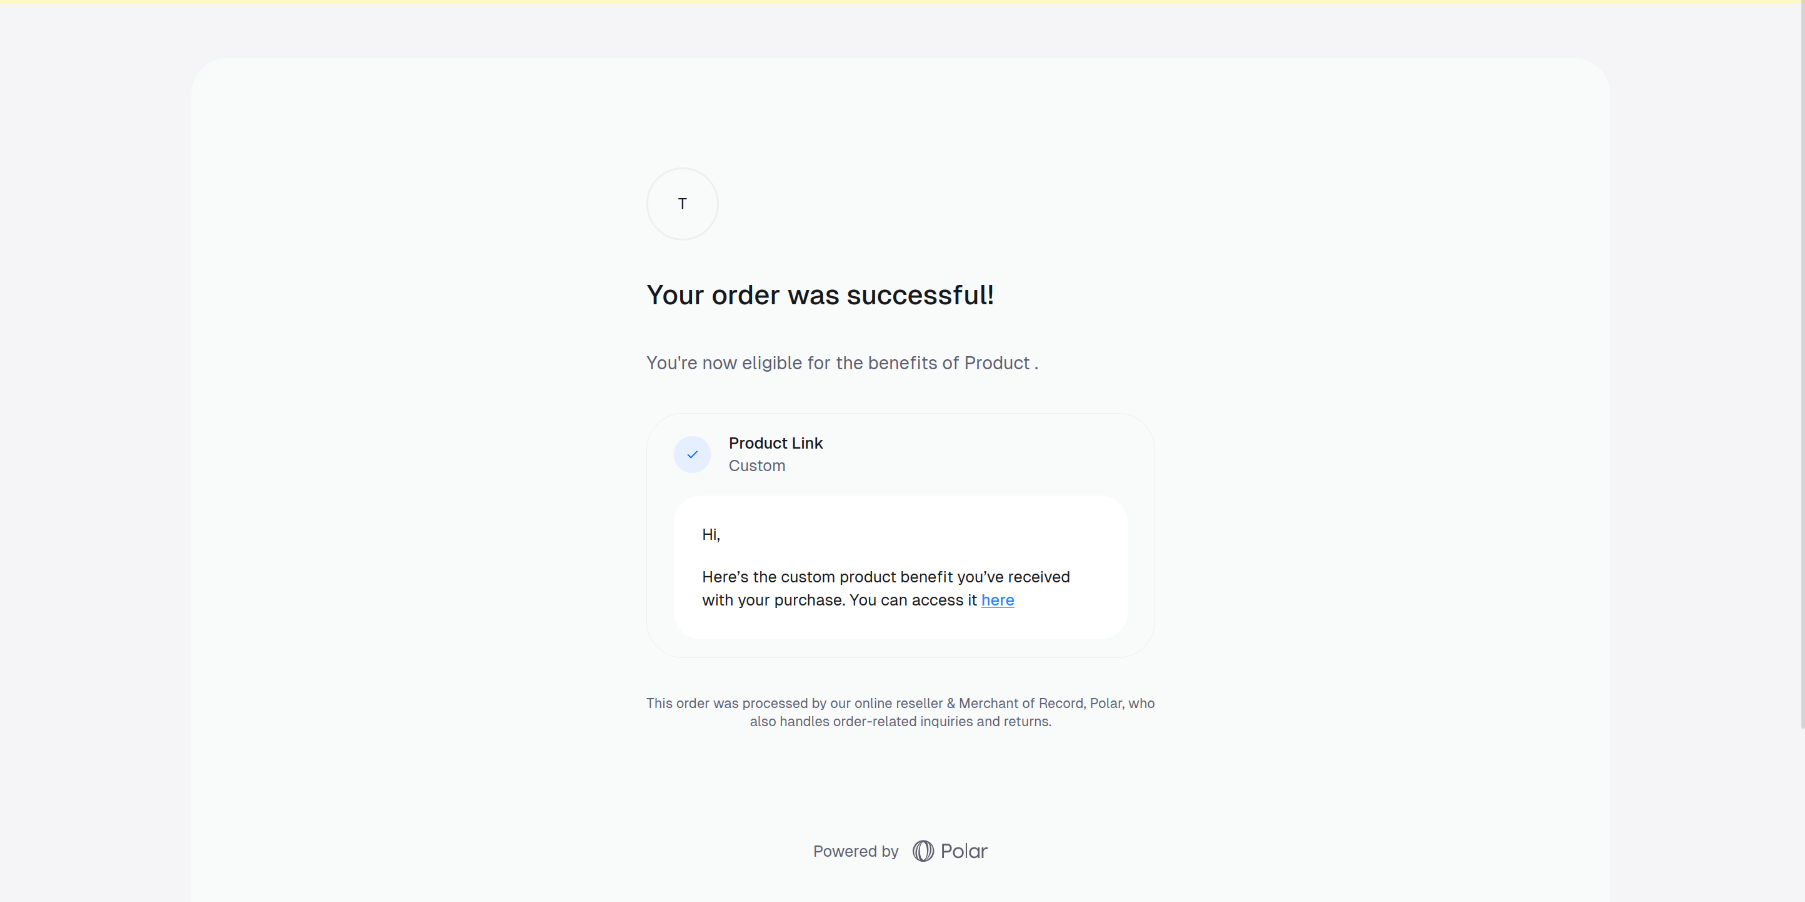 T
Your order was successful!
You're now eligible for the benefits of Product .
Product Link
Custom
Hi,
Here’s the custom product benefit you’ve received
with your purchase. You can access it here
This order was processed by our online reseller & Merchant of Record, Polar, who
also handles order-related inquiries and returns.
Powered by Polar